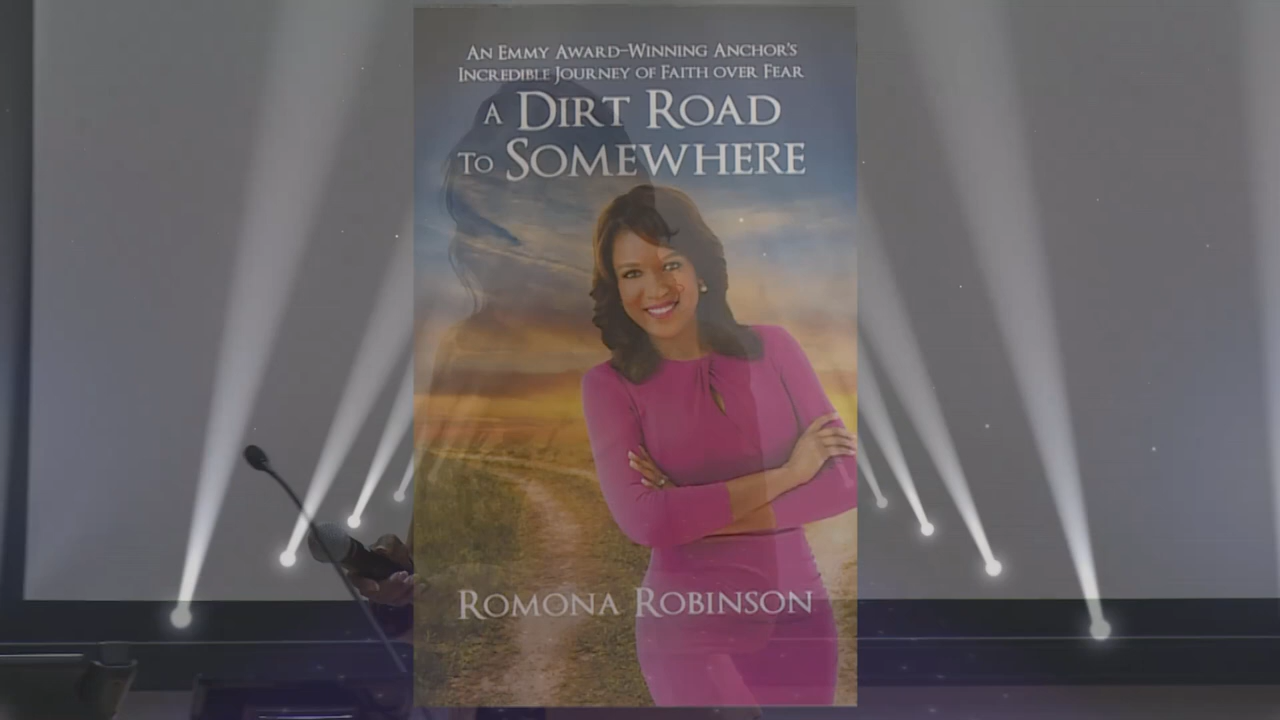 An Emmy Award-Winning Anchor's
Incredible Journey of Faith over Fear
A Dirt Road
to Somewhere
Romona Robinson